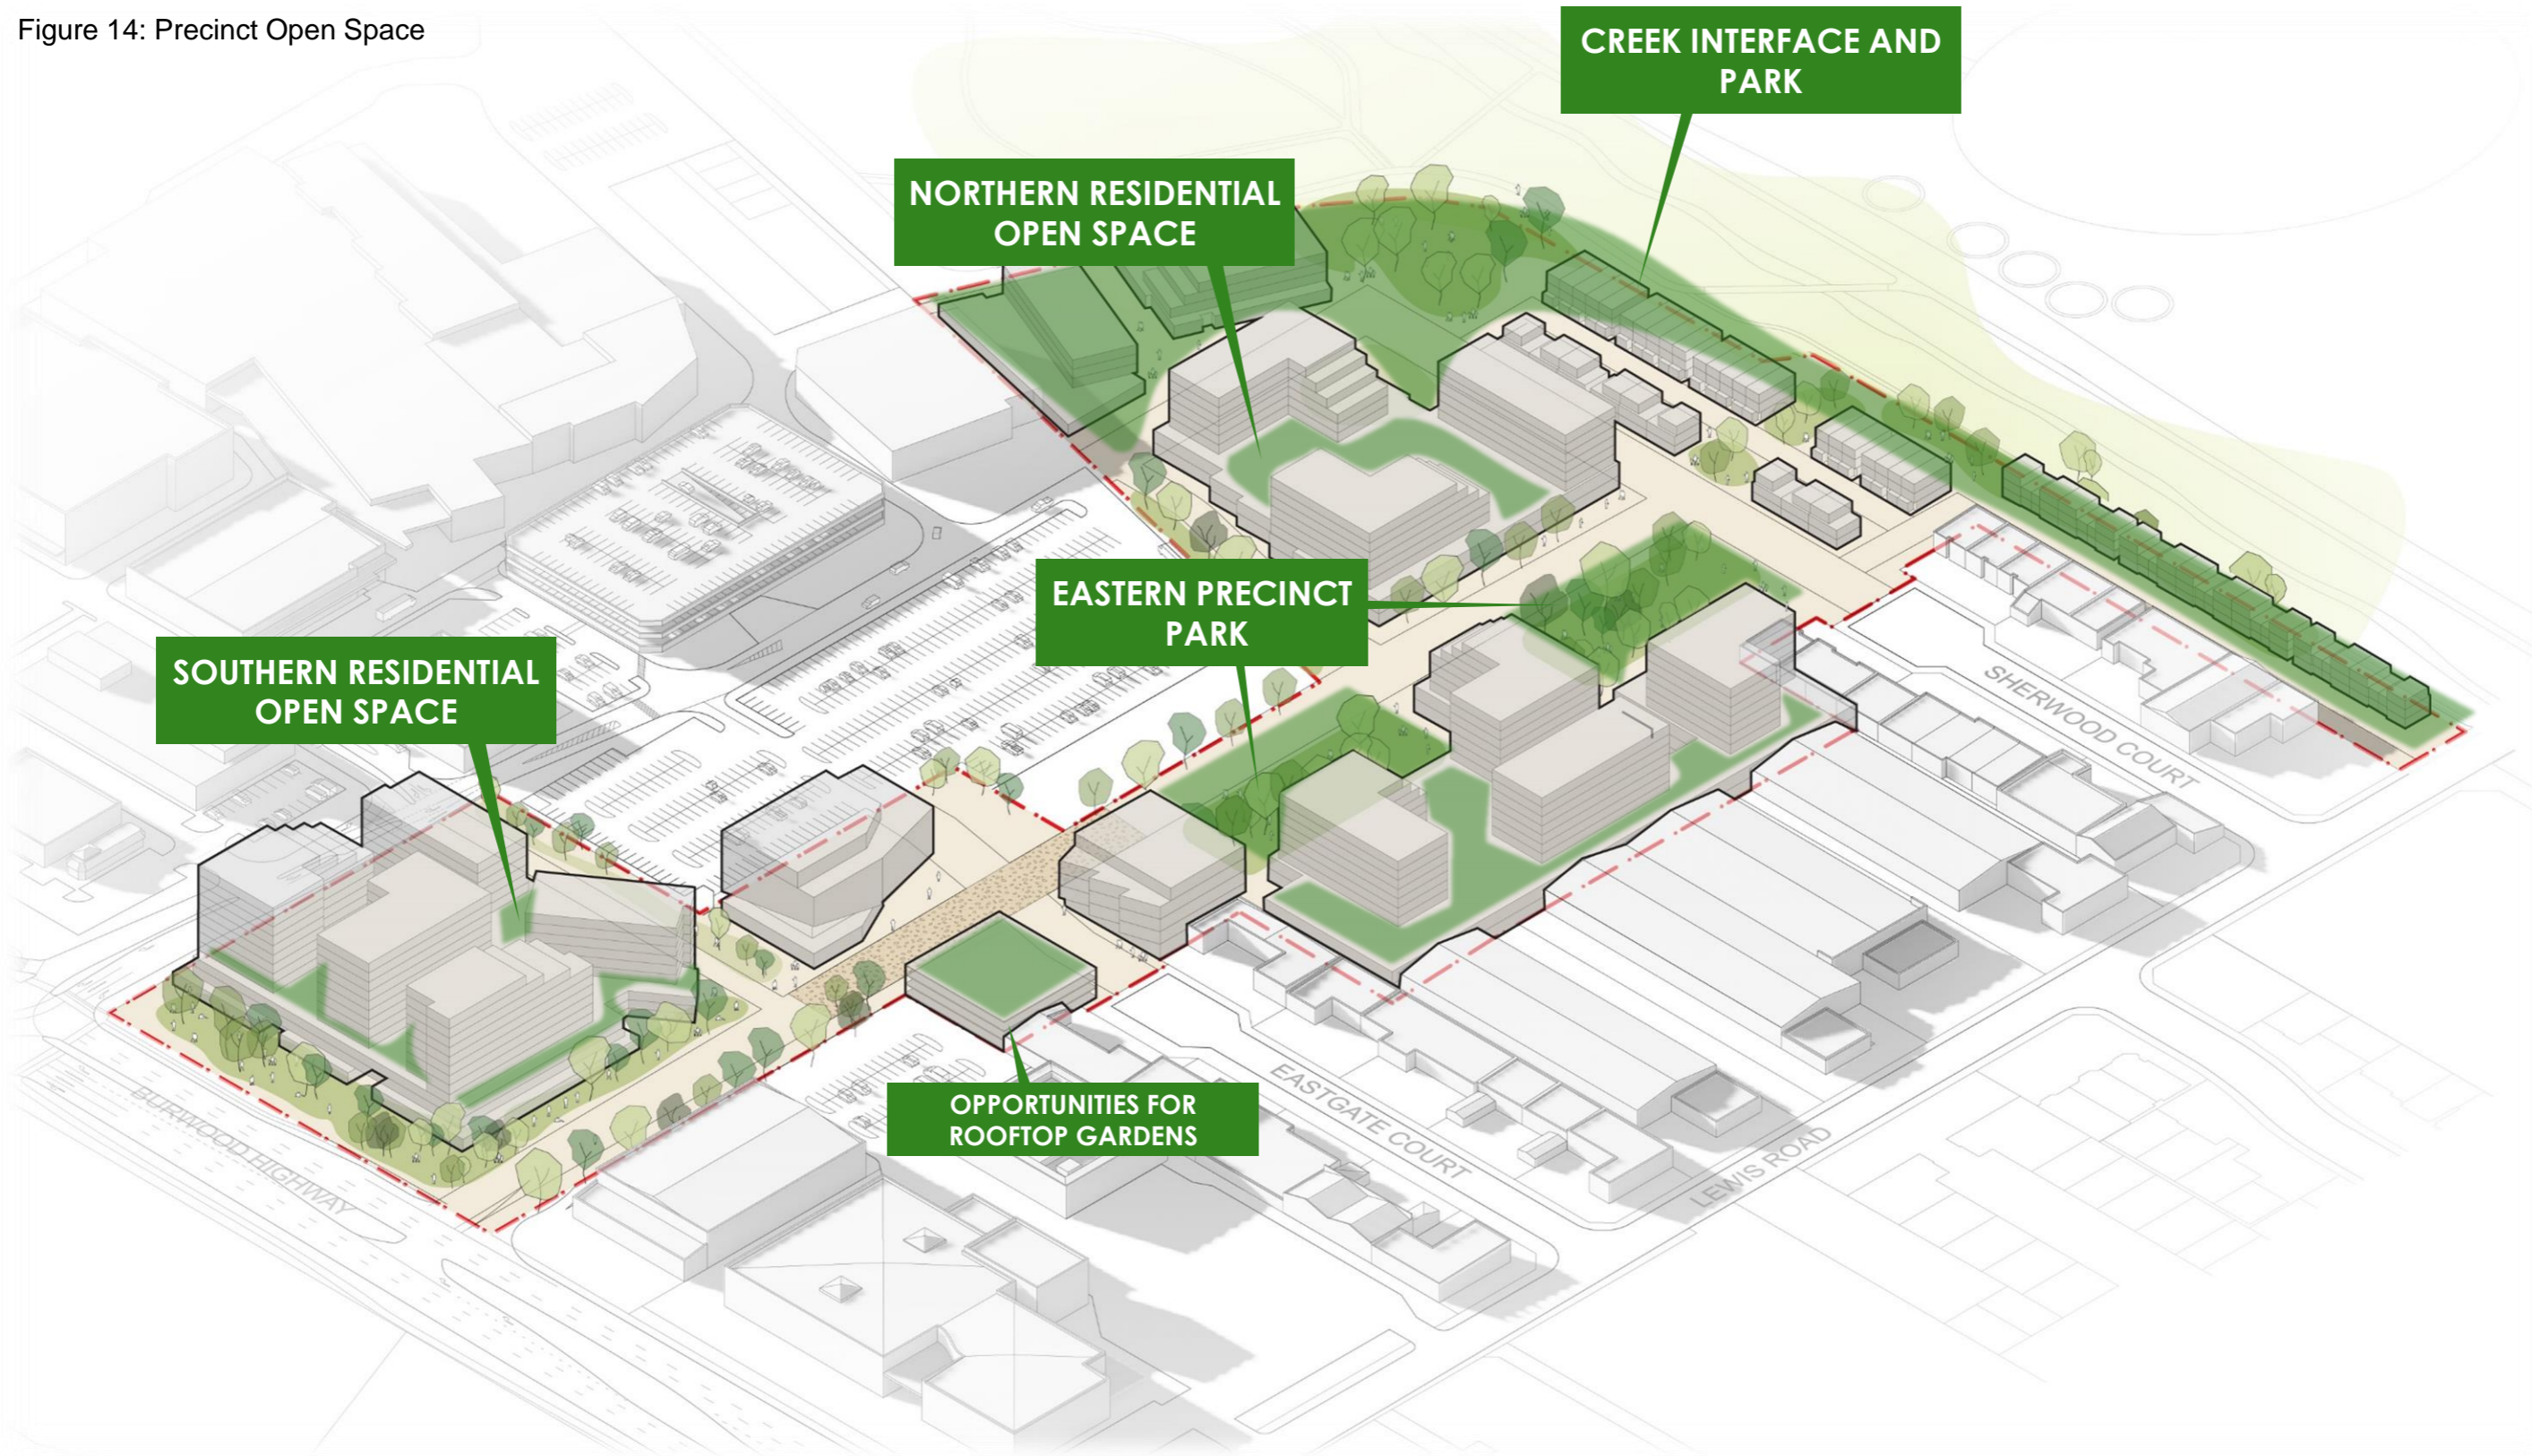 Figure 14: Precinct Open Space
CREEK INTERFACE AND
PARK
NORTHERN RESIDENTIAL
OPEN SPACE
EASTERN PRECINCT
PARK
SOUTHERN RESIDENTIAL
OPEN SPACE
SHERWOOD COURT
OPPORTUNITIES FOR
ROOFTOP GARDENS
EASTGATE COURT
LEWIS ROAD
BURWOOD HIGHWAY